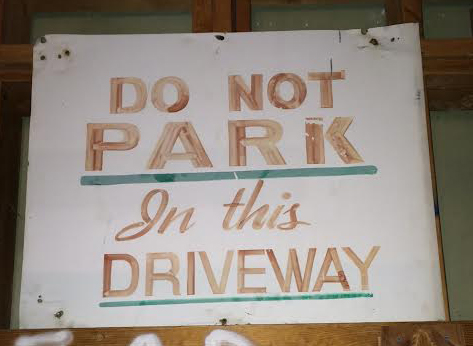 DO NOT
PARK
In this
DRIVEWAY